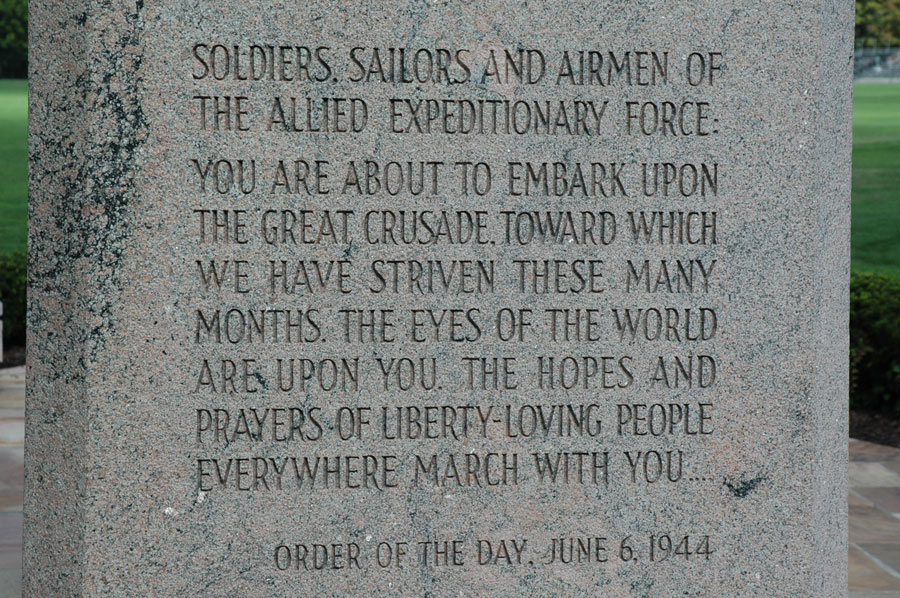 SOLDIERS, SAILORS AND AIRMEN OF
THE ALLIED EXPEDITIONARY FORCE:
YOU ARE ABOUT TO EMBARK UPON
THE GREAT CRUSADE, TOWARD WHICH
WE HAVE STRIVEN THESE MANY
MONTHS. THE EYES OF THE WORLD
ARE UPON YOU. THE HOPES AND
PRAYERS OF LIBERTY-LOVING PEOPLE
EVERYWHERE MARCH WITH YOU....
ORDER OF THE DAY, JUNE 6, 1944